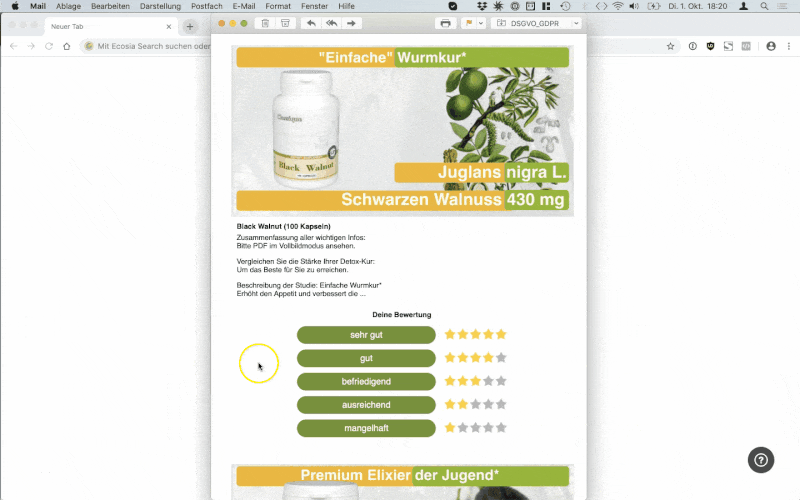 Mail Ablage Bearbeiten Darstellung Postfach E-Mail Format Fenster Hilfe
Di. 1. Okt. 18:20
Neuer Tab
DSGVO_GDPR
Mit Ecosia Search suchen oder
"Einfache" Wurmkur*
Black Walnut
Juglans nigra L.
Schwarzen Walnuss 430 mg
Black Walnut (100 Kapseln)
Zusammenfassung aller wichtigen Infos:
Bitte PDF im Vollbildmodus ansehen.
Vergleichen Sie die Stärke Ihrer Detox-Kur:
Um das Beste für Sie zu erreichen.
Beschreibung der Studie: Einfache Wurmkur*
Erhöht den Appetit und verbessert die ...
Deine Bewertung
sehr gut
gut
befriedigend
ausreichend
mangelhaft
Premium Elixier der Jugend*